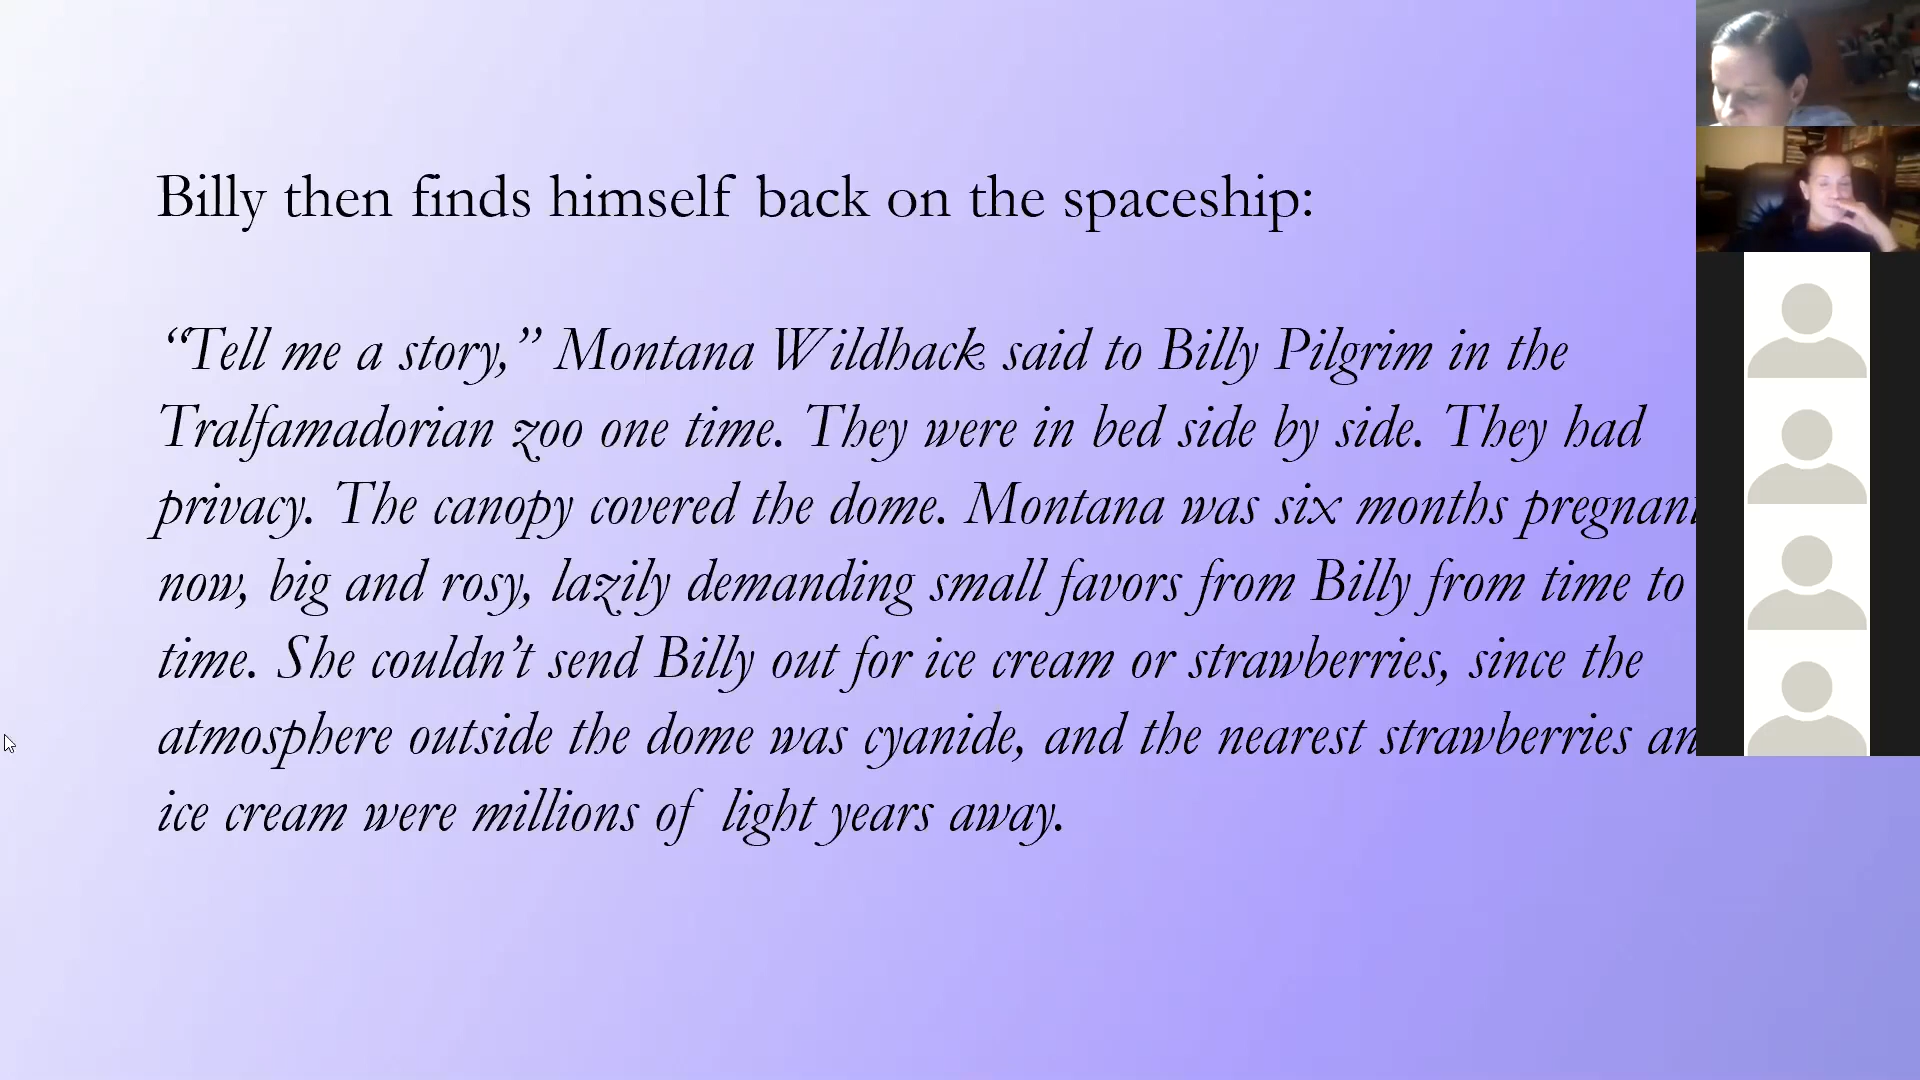 Billy then finds himself back on the spaceship:
“Tell me a story,” Montana Wildhack said to Billy Pilgrim in the
Tralfamadorian zoo one time. They were in bed side by side. They had
privacy. The canopy covered the dome. Montana was six months pregnant
now, big and rosy, lazily demanding small favors from Billy from time to
time. She couldn’t send Billy out for ice cream or strawberries, since the
atmosphere outside the dome was cyanide, and the nearest strawberries an
ice cream were millions of light years away.